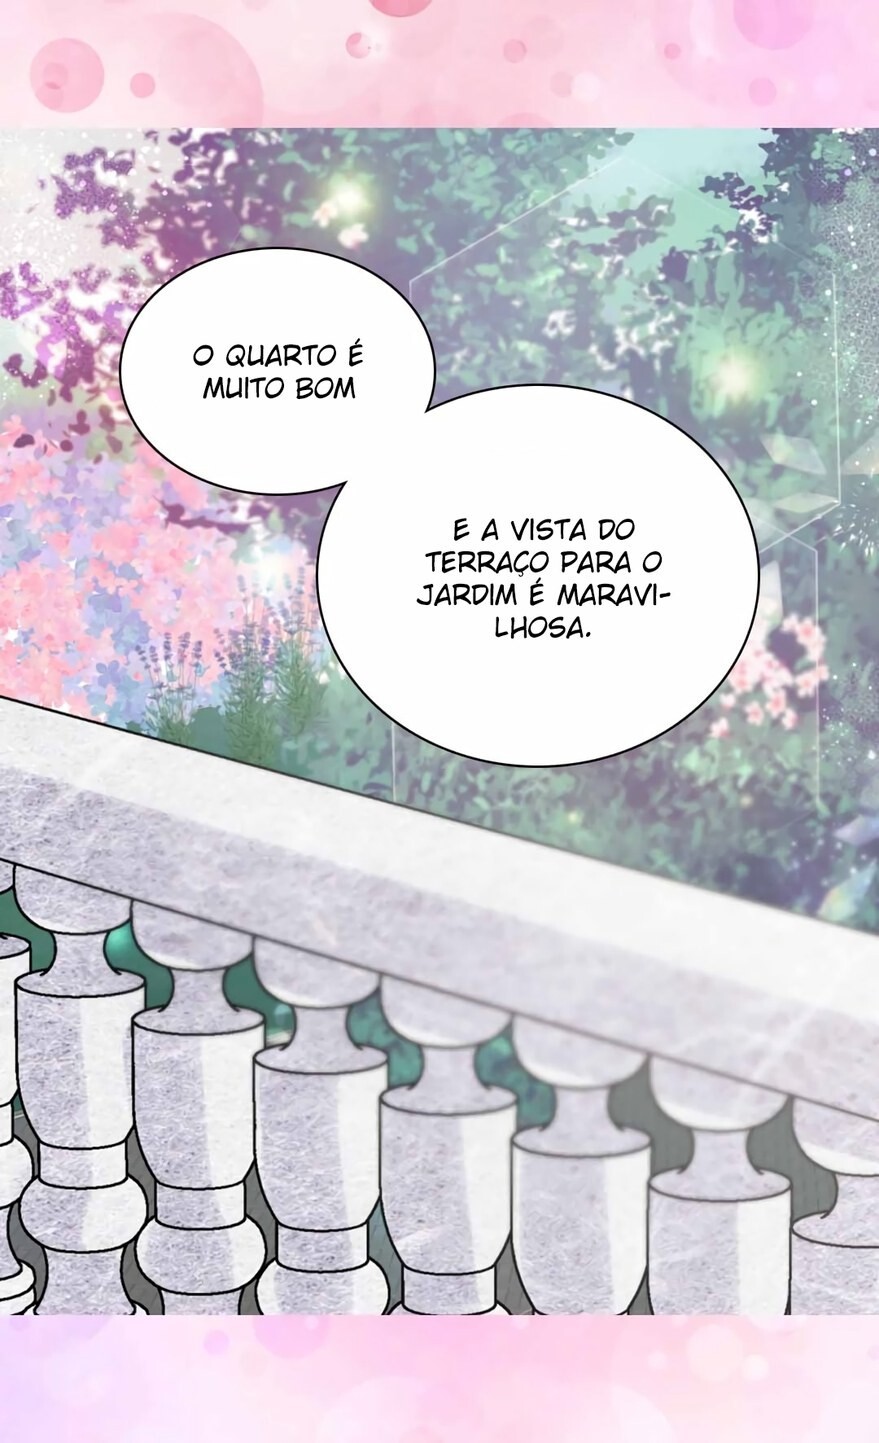 O QUARTO É
MUITO BOM
E A VISTA DO
TERRAÇO PARA O
JARDIM É MARAVI-
LHOSA.